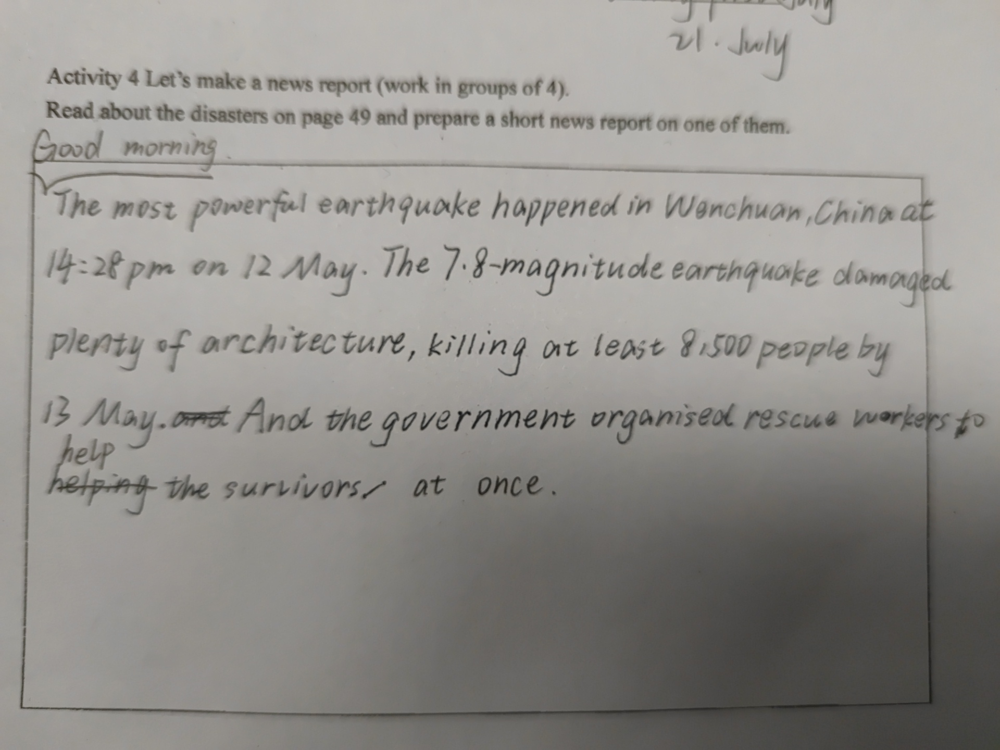 21. July
Activity 4 Let's make a news report (work in groups of 4).
Read about the disasters on page 49 and prepare a short news report on one of them.
Good morning.
The most powerful earthquake happened in Wenchuan, China at
14:28 pm on 12 May. The 7.8-magnitude earthquake damaged
plenty of architecture, killing at least 8,500 people by
13 May. and And the government organised rescue workers to
help
helping the survivors, at once.